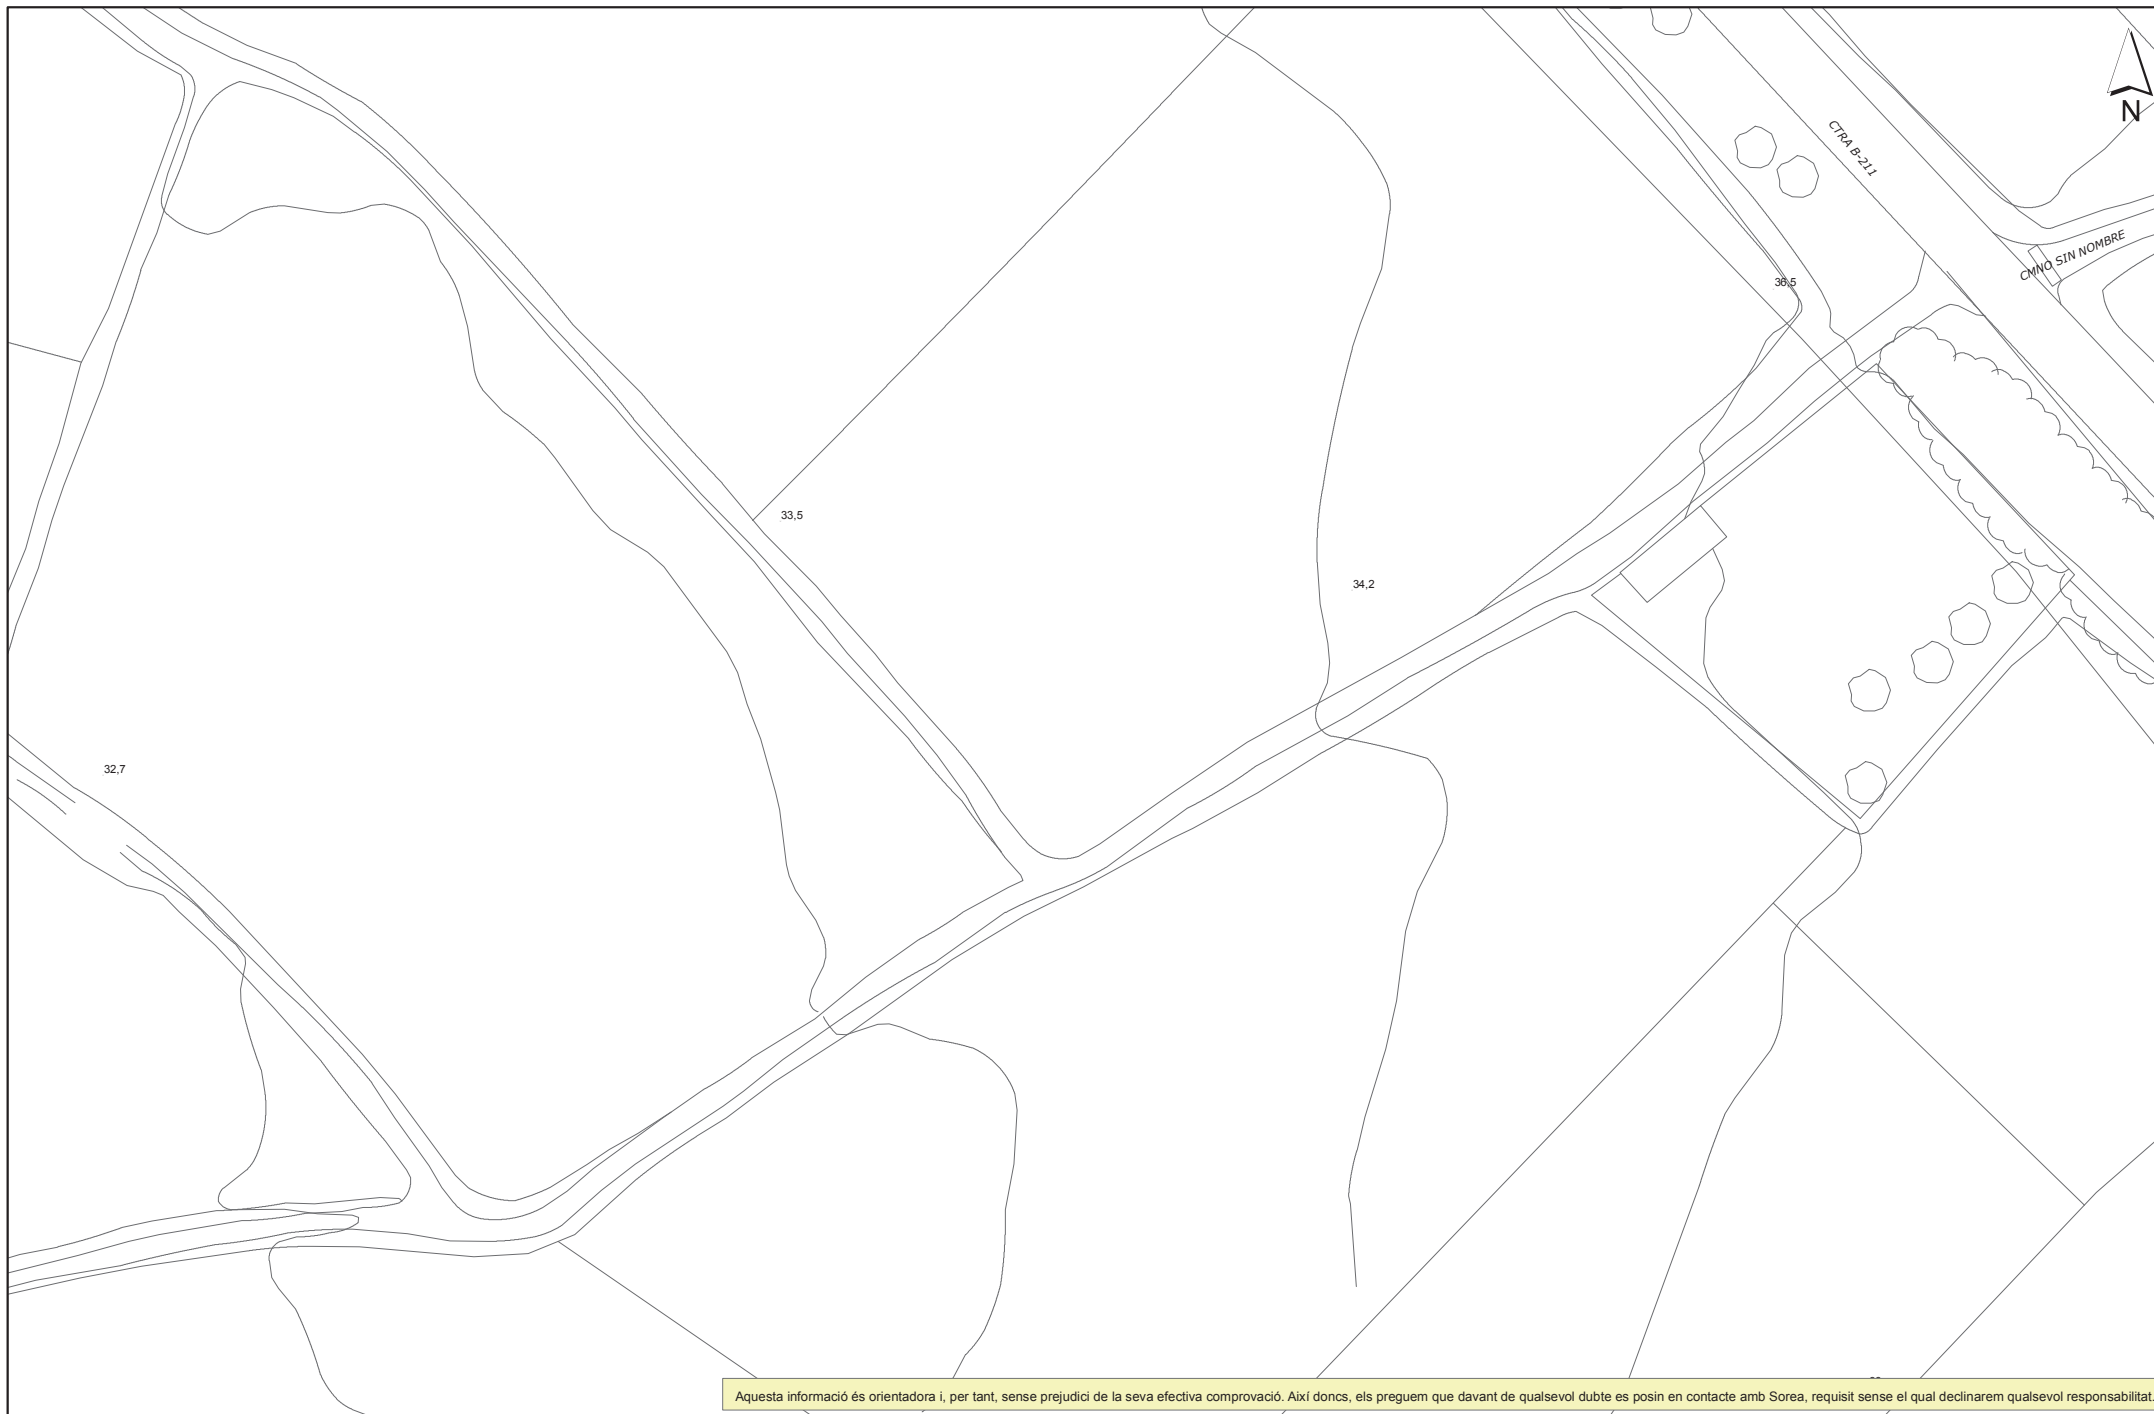 N
CTRA B-211
CMNO SIN NOMBRE
36,5
33,5
34,2
32,7
Aquesta informació és orientadora i, per tant, sense prejudici de la seva efectiva comprovació. Així doncs, els preguem que davant de qualsevol dubte es posin en contacte amb Sorea, requisit sense el qual declinarem qualsevol responsabilitat.